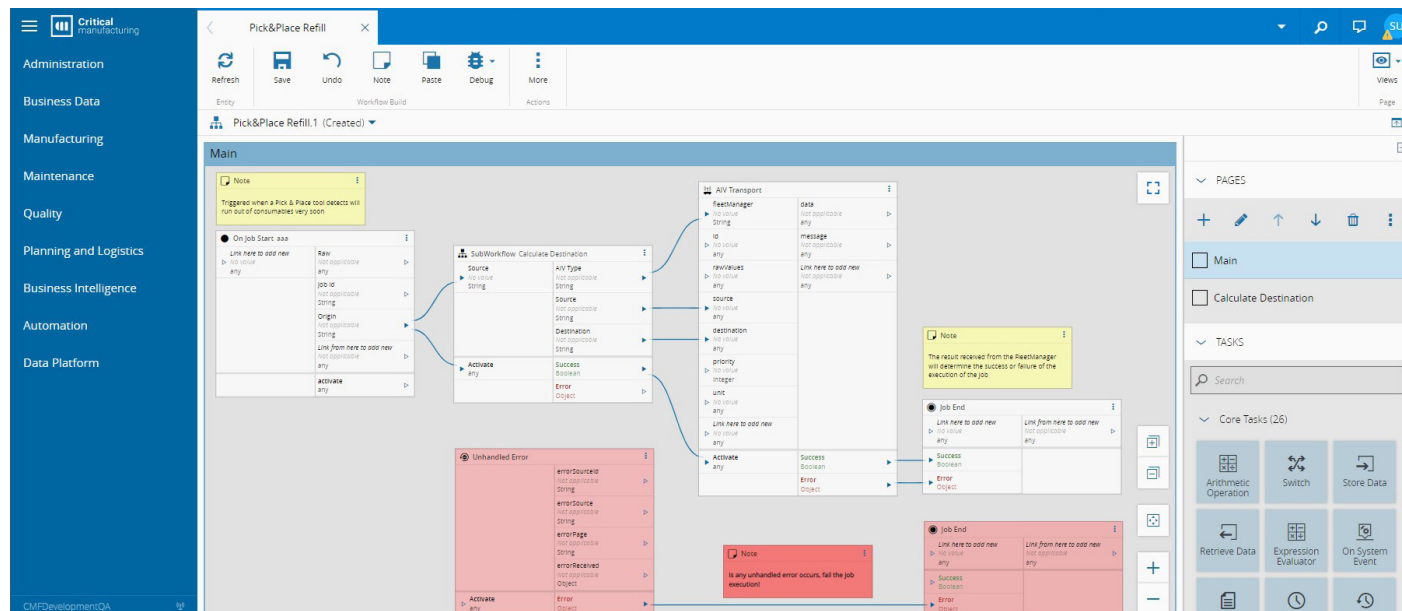 Critical
manufacturing
Pick&Place Refill
SU
Administration
Business Data
Manufacturing
Maintenance
Quality
Planning and Logistics
Business Intelligence
Automation
Data Platform
CMFDevelopmentQA
Refresh
Save
Undo
Note
Paste
Debug
More
Views
Entity
Workflow Build
Actions
Page
Pick&Place Refill.1 (Created)
Main
Note
Triggered when a Pick & Place tool detects will
run out of consumables very soon
On Job Start aaa
Link here to add new
No value
any
Raw
Not applicable
any
Job Id
Not applicable
String
Origin
Not applicable
String
Link from here to add new
Not applicable
any
activate
any
SubWorkflow Calculate Destination
Source
No value
String
AIV Type
Not applicable
String
Source
Not applicable
String
Destination
Not applicable
String
Activate
any
Success
Boolean
Error
Object
AIV Transport
fleetManager
No value
String
id
No value
any
rawValues
No value
any
source
No value
any
destination
No value
any
priority
No value
Integer
unit
No value
any
Link here to add new
No value
any
data
Not applicable
any
message
Not applicable
any
Link from here to add new
Not applicable
any
Activate
any
Success
Boolean
Error
Object
Note
The result received from the FleetManager
will determine the success or failure of the
execution of the job
Job End
Link here to add new
No value
any
Link from here to add new
Not applicable
any
Success
Boolean
Error
Object
Unhandled Error
errorSourceId
Not applicable
String
errorSource
Not applicable
String
errorPage
Not applicable
String
errorReceived
Not applicable
Object
Activate
any
Error
Object
Note
Is any unhandled error occurs, fail the job
execution!
Job End
Link here to add new
No value
any
Link from here to add new
Not applicable
any
Success
Boolean
Error
Object
PAGES
Main
Calculate Destination
TASKS
Search
Core Tasks (26)
Arithmetic
Operation
Switch
Store Data
Retrieve Data
Expression
Evaluator
On System
Event